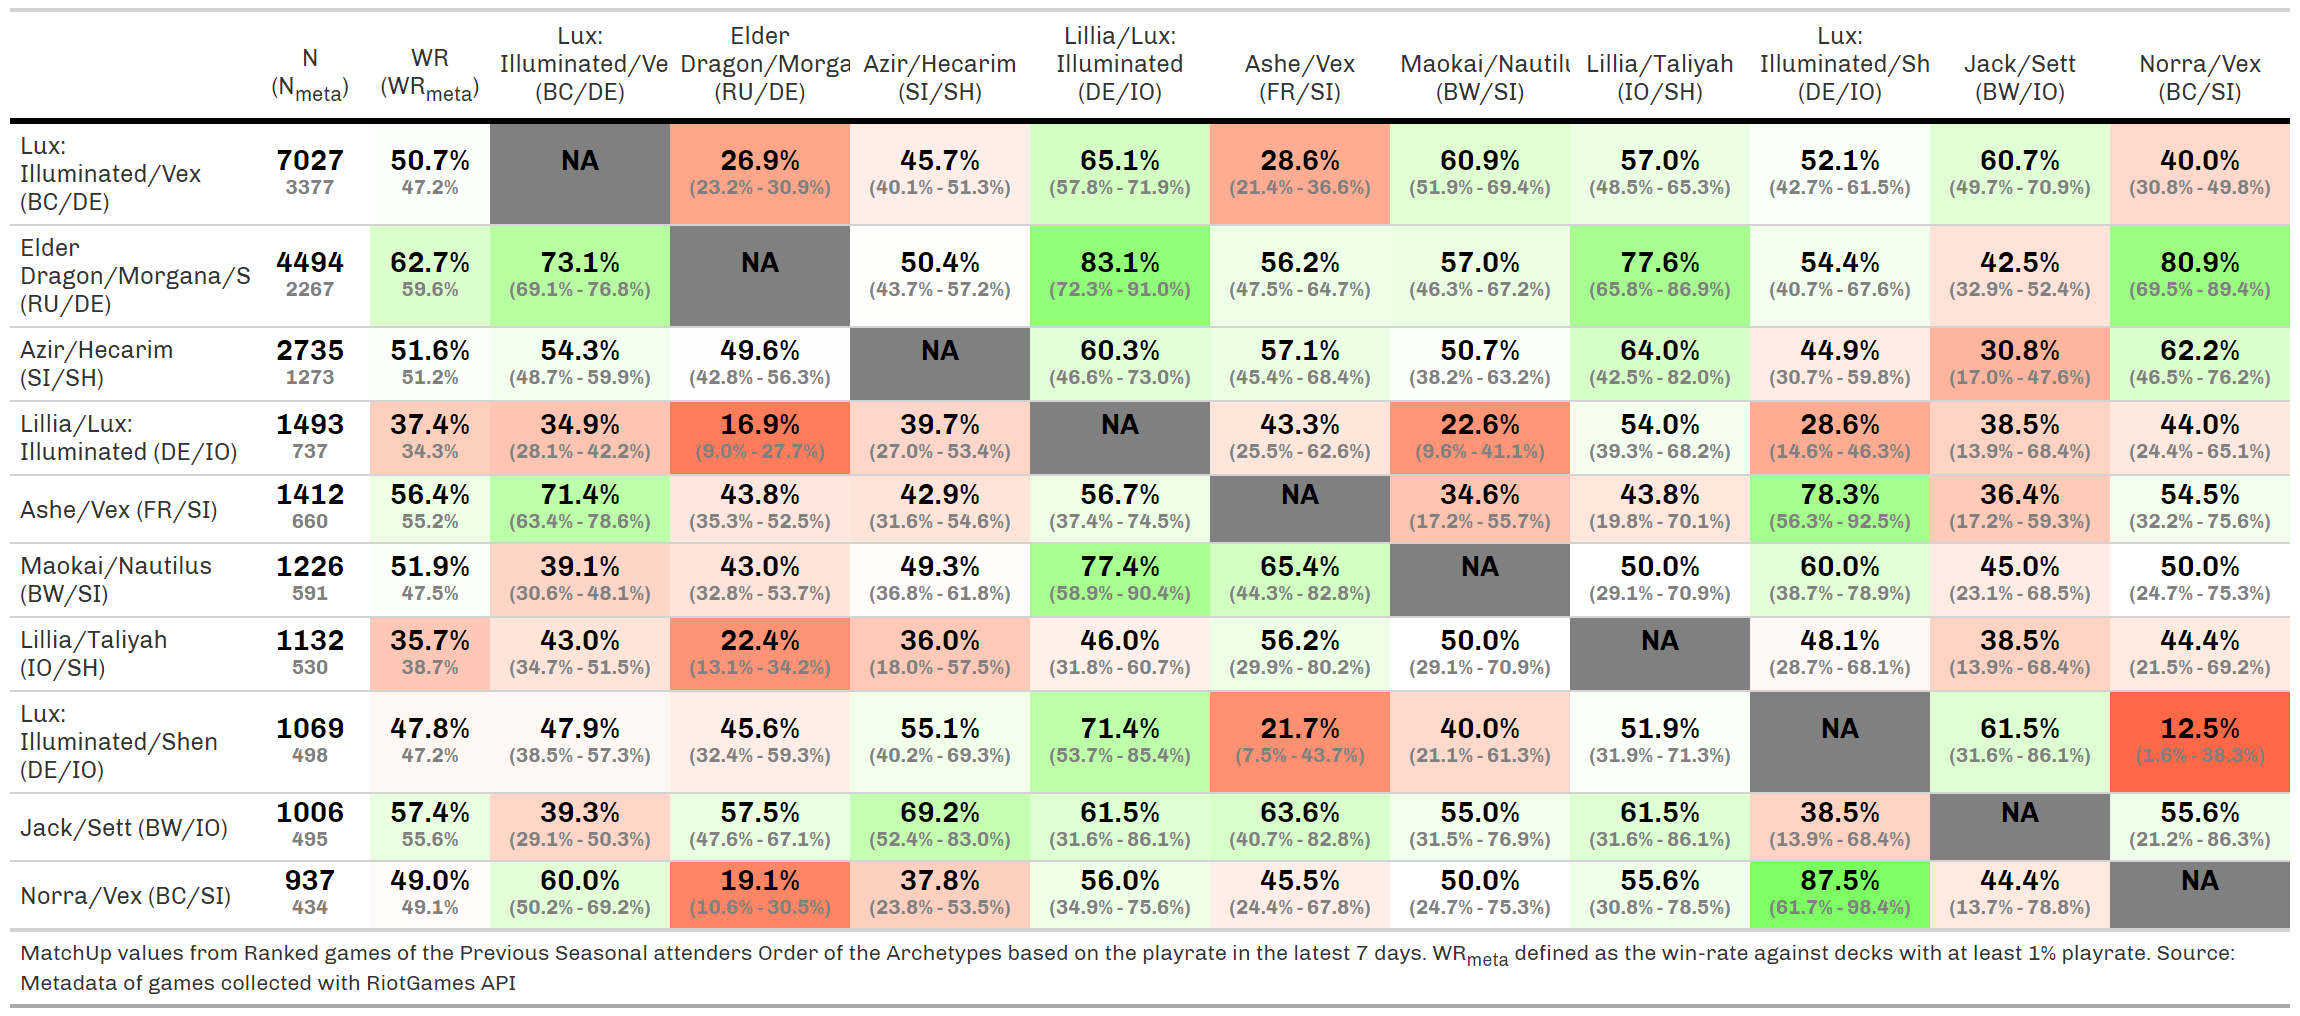 N (N_meta) WR (WR_meta) Lux: Illuminated/Ve (BC/DE) Elder Dragon/Morga (RU/DE) Azir/Hecarim (SI/SH) Lillia/Lux: Illuminated (DE/IO) Ashe/Vex (FR/SI) Maokai/Nautil (BW/SI) Lillia/Taliyah (IO/SH) Lux: Illuminated/Sh (DE/IO) Jack/Sett (BW/IO) Norra/Vex (BC/SI)
Lux: Illuminated/Vex (BC/DE) 7027 50.7% NA 26.9% 45.7% 65.1% 28.6% 60.9% 57.0% 52.1% 60.7% 40.0%
3377 47.2% (23.2% - 30.9%) (40.1% - 51.3%) (57.8% - 71.9%) (21.4% - 36.6%) (51.9% - 69.4%) (48.5% - 65.3%) (42.7% - 61.5%) (49.7% - 70.9%) (30.8% - 49.8%)
Elder Dragon/Morgana/S (RU/DE) 4494 62.7% 73.1% NA 50.4% 83.1% 56.2% 57.0% 77.6% 54.4% 42.5% 80.9%
2267 59.6% (69.1% - 76.8%) (43.7% - 57.2%) (72.3% - 91.0%) (47.5% - 64.7%) (46.3% - 67.2%) (65.8% - 86.9%) (40.7% - 67.6%) (32.9% - 52.4%) (69.5% - 89.4%)
Azir/Hecarim (SI/SH) 2735 51.6% 54.3% 49.6% NA 60.3% 57.1% 50.7% 64.0% 44.9% 30.8% 62.2%
1273 51.2% (48.7% - 59.9%) (42.8% - 56.3%) (46.6% - 73.0%) (45.4% - 68.4%) (38.2% - 63.2%) (42.5% - 82.0%) (30.7% - 59.8%) (17.0% - 47.6%) (46.5% - 76.2%)
Lillia/Lux: Illuminated (DE/IO) 1493 37.4% 34.9% 16.9% 39.7% NA 43.3% 22.6% 54.0% 28.6% 38.5% 44.0%
737 34.3% (28.1% - 42.2%) (9.0% - 27.7%) (27.0% - 53.4%) (25.5% - 62.6%) (9.6% - 41.1%) (39.3% - 68.2%) (14.6% - 46.3%) (13.9% - 68.4%) (24.4% - 65.1%)
Ashe/Vex (FR/SI) 1412 56.4% 71.4% 43.8% 42.9% 56.7% NA 34.6% 43.8% 78.3% 36.4% 54.5%
660 55.2% (63.4% - 78.6%) (35.3% - 52.5%) (31.6% - 54.6%) (37.4% - 74.5%) (17.2% - 55.7%) (19.8% - 70.1%) (56.3% - 92.5%) (17.2% - 59.3%) (32.2% - 75.6%)
Maokai/Nautilus (BW/SI) 1226 51.9% 39.1% 43.0% 49.3% 77.4% 65.4% NA 50.0% 60.0% 45.0% 50.0%
591 47.5% (30.6% - 48.1%) (32.8% - 53.7%) (36.8% - 61.8%) (58.9% - 90.4%) (44.3% - 82.8%) (29.1% - 70.9%) (38.7% - 78.9%) (23.1% - 68.5%) (24.7% - 75.3%)
Lillia/Taliyah (IO/SH) 1132 35.7% 43.0% 22.4% 36.0% 46.0% 56.2% 50.0% NA 48.1% 38.5% 44.4%
530 38.7% (34.7% - 51.5%) (13.1% - 34.2%) (18.0% - 57.5%) (31.8% - 60.7%) (29.9% - 80.2%) (29.1% - 70.9%) (28.7% - 68.1%) (13.9% - 68.4%) (21.5% - 69.2%)
Lux: Illuminated/Shen (DE/IO) 1069 47.8% 47.9% 45.6% 55.1% 71.4% 21.7% 40.0% 51.9% NA 61.5% 12.5%
498 47.2% (38.5% - 57.3%) (32.4% - 59.3%) (40.2% - 69.3%) (53.7% - 85.4%) (7.5% - 43.7%) (21.1% - 61.3%) (31.9% - 71.3%) (31.6% - 86.1%) (1.6% - 38.3%)
Jack/Sett (BW/IO) 1006 57.4% 39.3% 57.5% 69.2% 61.5% 63.6% 55.0% 61.5% 38.5% NA 55.6%
495 55.6% (29.1% - 50.3%) (47.6% - 67.1%) (52.4% - 83.0%) (31.6% - 86.1%) (40.7% - 82.8%) (31.5% - 76.9%) (31.6% - 86.1%) (13.9% - 68.4%) (21.2% - 86.3%)
Norra/Vex (BC/SI) 937 49.0% 60.0% 19.1% 37.8% 56.0% 45.5% 50.0% 55.6% 87.5% 44.4% NA
434 49.1% (50.2% - 69.2%) (10.6% - 30.5%) (23.8% - 53.5%) (34.9% - 75.6%) (24.4% - 67.8%) (24.7% - 75.3%) (30.8% - 78.5%) (61.7% - 98.4%) (13.7% - 78.8%)
MatchUp values from Ranked games of the Previous Seasonal attenders Order of the Archetypes based on the playrate in the latest 7 days. WR_meta defined as the win-rate against decks with at least 1% playrate. Source:
Metadata of games collected with RiotGames API